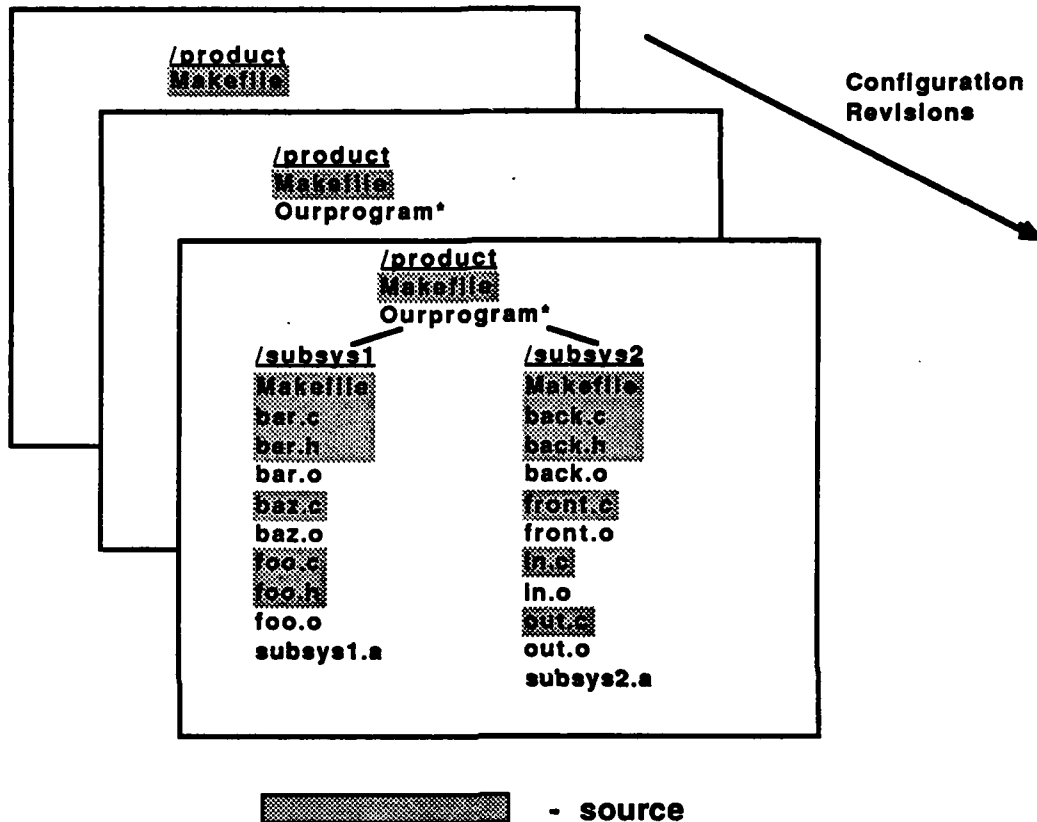 /product
Makefile
Configuration
Revisions
/product
Makefile
Ourprogram*
/product
Makefile
Ourprogram*
/subsys1
Makefile
bar.c
bar.h
bar.o
baz.c
baz.o
foo.c
foo.h
foo.o
subsys1.a
/subsys2
Makefile
back.c
back.h
back.o
front.c
front.o
in.c
in.o
out.c
out.o
subsys2.a
- source